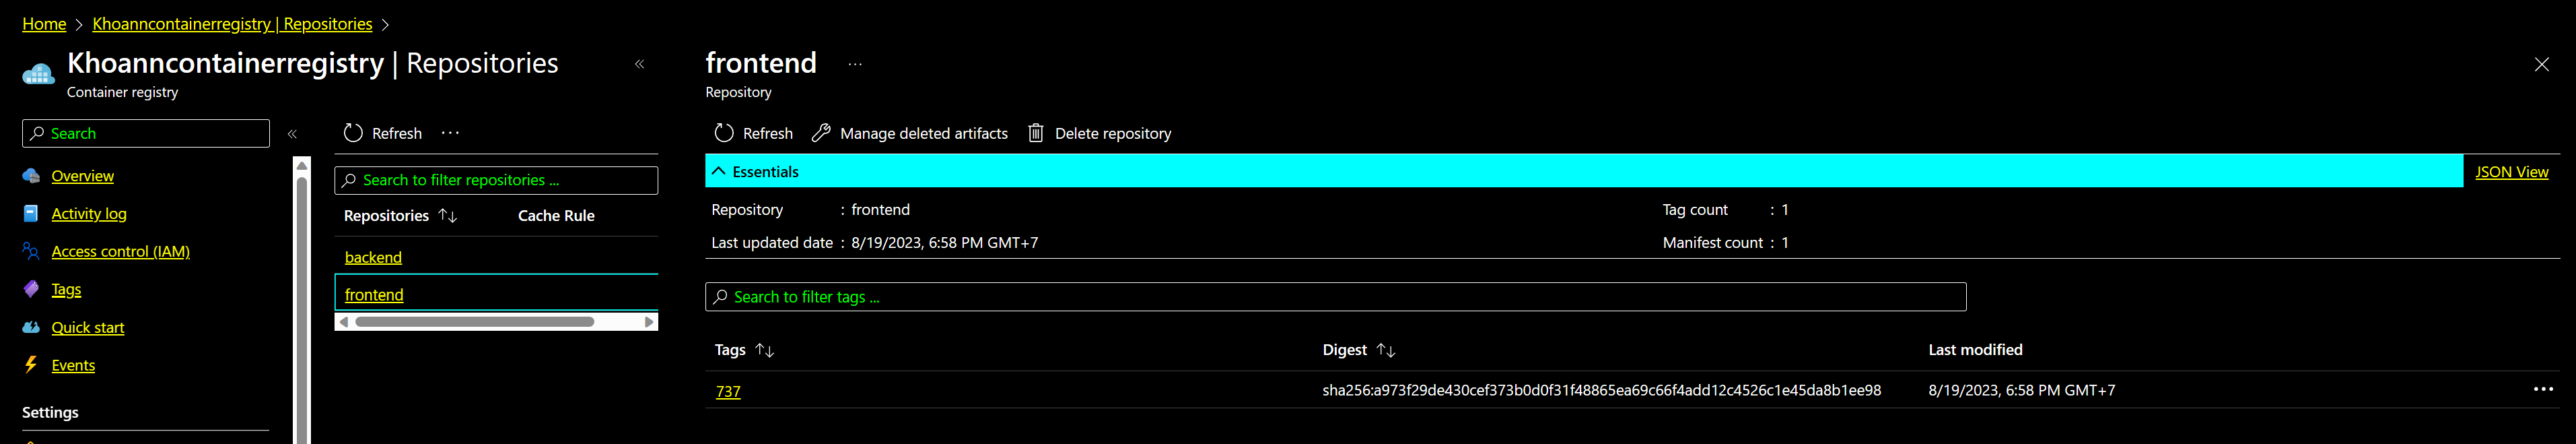 Home > Khoanncontainerregistry | Repositories >
Khoanncontainerregistry | Repositories
Container registry
Search
Overview
Activity log
Access control (IAM)
Tags
Quick start
Events
Settings
Refresh
Search to filter repositories ...
Repositories Cache Rule
backend
frontend
frontend ...
Repository
Refresh Manage deleted artifacts Delete repository
Essentials JSON View
Repository : frontend
Last updated date : 8/19/2023, 6:58 PM GMT+7
Tag count : 1
Manifest count : 1
Search to filter tags ...
Tags Digest Last modified
737 sha256:a973f29de430cef373b0d0f31f48865ea69c66f4add12c4526c1e45da8b1ee98 8/19/2023, 6:58 PM GMT+7